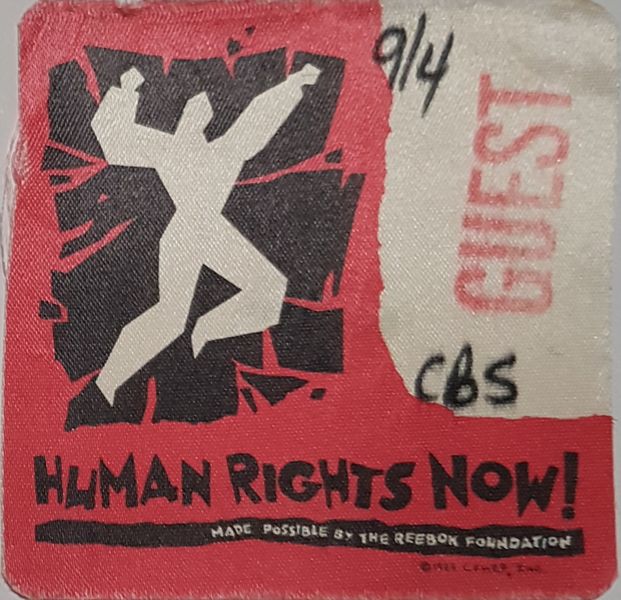 9/4
GUEST
CBS
HUMAN RIGHTS NOW!
MADE POSSIBLE BY THE REEBOK FOUNDATION